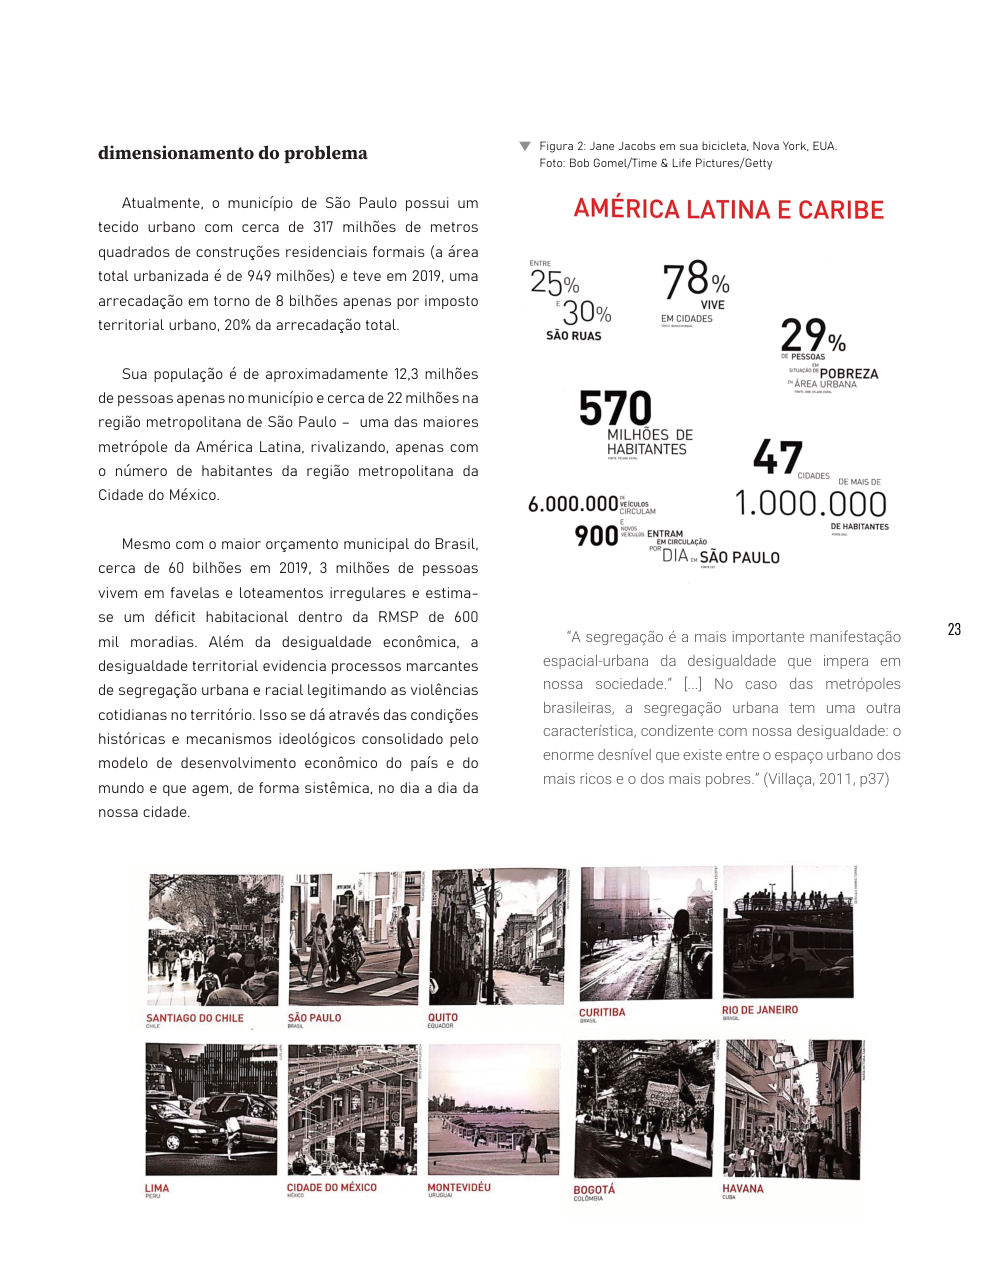 dimensionamento do problema
Atualmente, o município de São Paulo possui um
tecido urbano com cerca de 317 milhões de metros
quadrados de construções residenciais formais (a área
total urbanizada é de 949 milhões) e teve em 2019, uma
arrecadação em torno de 8 bilhões apenas por imposto
territorial urbano, 20% da arrecadação total.
Sua população é de aproximadamente 12,3 milhões
de pessoas apenas no município e cerca de 22 milhões na
região metropolitana de São Paulo – uma das maiores
metrópole da América Latina, rivalizando, apenas com
o número de habitantes da região metropolitana da
Cidade do México.
Mesmo com o maior orçamento municipal do Brasil,
cerca de 60 bilhões em 2019, 3 milhões de pessoas
vivem em favelas e loteamentos irregulares e estima-
se um déficit habitacional dentro da RMSP de 600
mil moradias. Além da desigualdade econômica, a
desigualdade territorial evidencia processos marcantes
de segregação urbana e racial legitimando as violências
cotidianas no território. Isso se dá através das condições
históricas e mecanismos ideológicos consolidado pelo
modelo de desenvolvimento econômico do país e do
mundo e que agem, de forma sistêmica, no dia a dia da
nossa cidade.
Figura 2: Jane Jacobs em sua bicicleta, Nova York, EUA.
Foto: Bob Gomel/Time & Life Pictures/Getty
AMÉRICA LATINA E CARIBE
ENTRE
25%
E 30%
SÃO RUAS
78%
VIVE
EM CIDADES
29%
DE PESSOAS
EM
SITUAÇÃO DE POBREZA
EM ÁREA URBANA
570
MILHÕES DE
HABITANTES
47
CIDADES DE MAIS DE
1.000.000
DE HABITANTES
6.000.000 DE
VEÍCULOS
CIRCULAM
E
900 NOVOS
VEÍCULOS ENTRAM
EM CIRCULAÇÃO
POR DIA EM SÃO PAULO
“A segregação é a mais importante manifestação
espacial-urbana da desigualdade que impera em
nossa sociedade.” [...] No caso das metrópoles
brasileiras, a segregação urbana tem uma outra
característica, condizente com nossa desigualdade: o
enorme desnível que existe entre o espaço urbano dos
mais ricos e o dos mais pobres.” (Villaça, 2011, p37)
23
SANTIAGO DO CHILE
CHILE
SÃO PAULO
BRASIL
QUITO
EQUADOR
CURITIBA
BRASIL
RIO DE JANEIRO
BRASIL
LIMA
PERU
CIDADE DO MÉXICO
MÉXICO
MONTEVIDÉU
URUGUAI
BOGOTÁ
COLÔMBIA
HAVANA
CUBA